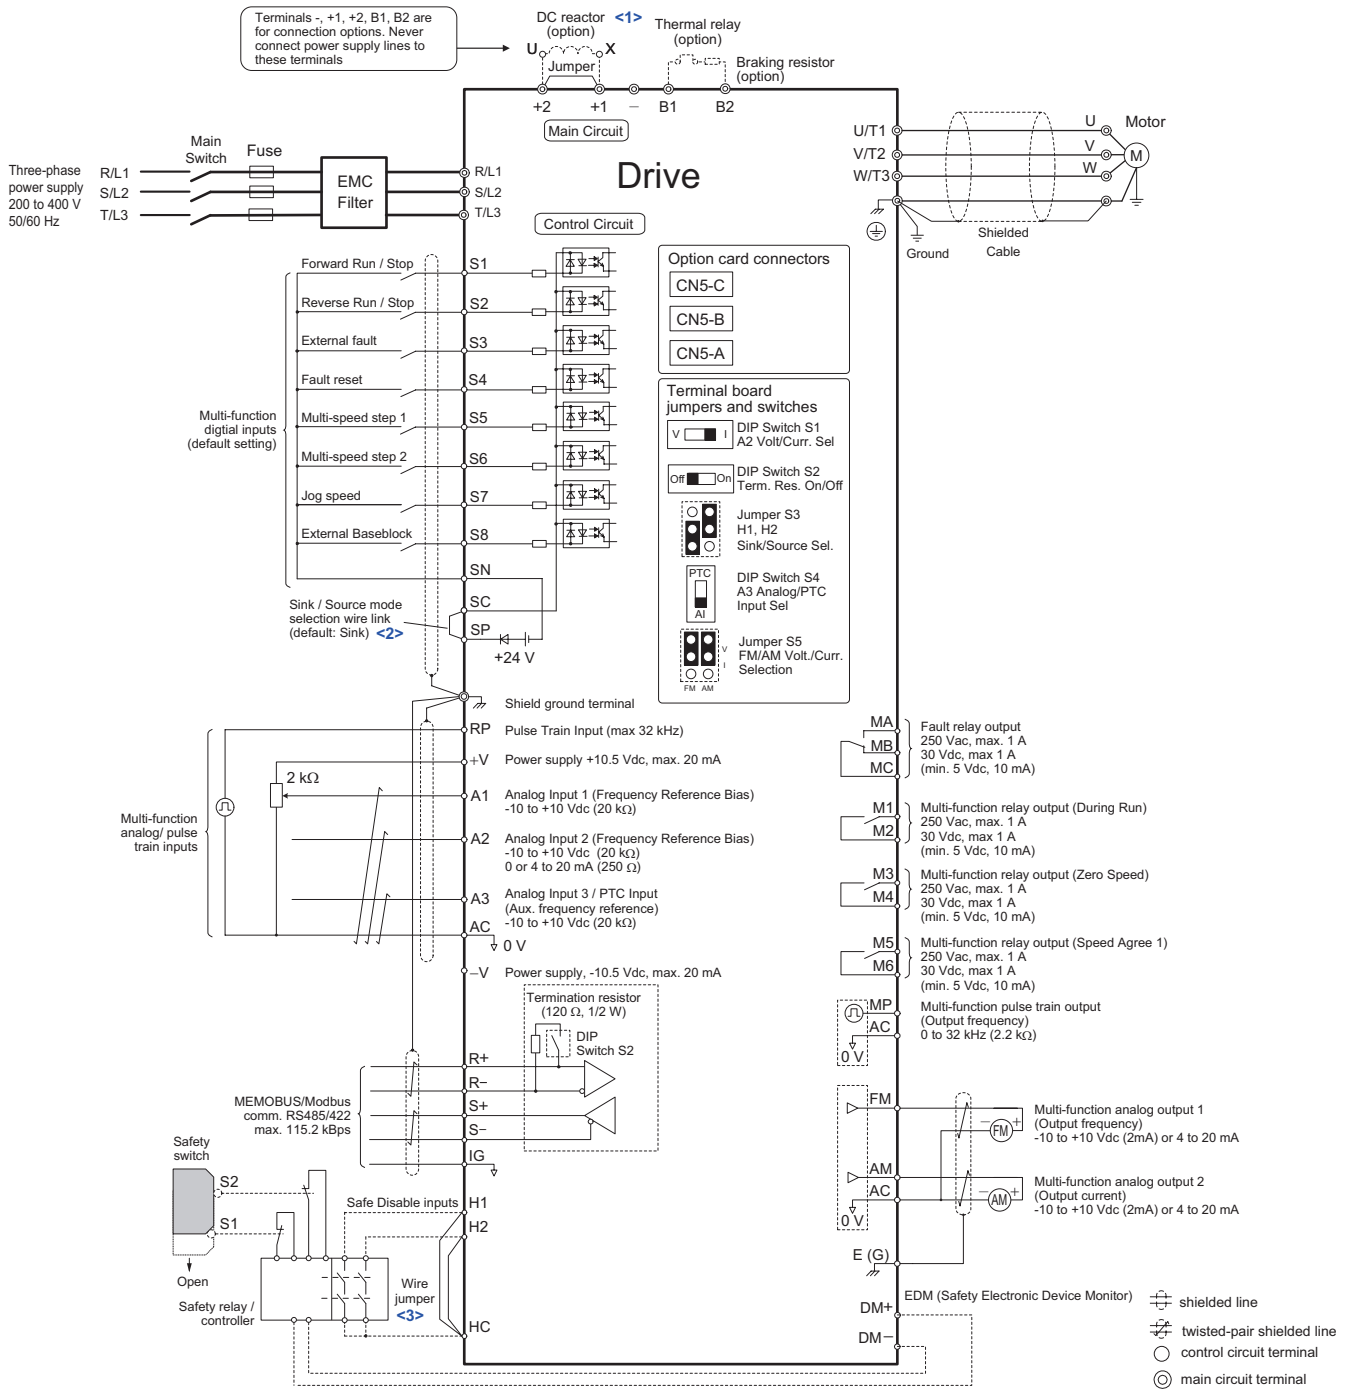 Terminals -, +1, +2, B1, B2 are
for connection options. Never
connect power supply lines to
these terminals
DC reactor <1>
(option)
U X
Jumper
Thermal relay
(option)
Braking resistor
(option)
+2 +1 – B1 B2
Main Circuit
Drive
Main
Switch
Fuse
Three-phase
power supply
200 to 400 V
50/60 Hz
R/L1
S/L2
T/L3
EMC
Filter
R/L1
S/L2
T/L3
U/T1
V/T2
W/T3
U
V
W
Motor
M
Ground
Shielded
Cable
Control Circuit
Multi-function
digtial inputs
(default setting)
Forward Run / Stop S1
Reverse Run / Stop S2
External fault S3
Fault reset S4
Multi-speed step 1 S5
Multi-speed step 2 S6
Jog speed S7
External Baseblock S8
SN
SC
SP
+24 V
Sink / Source mode
selection wire link
(default: Sink) <2>
Option card connectors
CN5-C
CN5-B
CN5-A
Terminal board
jumpers and switches
V I
DIP Switch S1
A2 Volt/Curr. Sel
Off On
DIP Switch S2
Term. Res. On/Off
Jumper S3
H1, H2
Sink/Source Sel.
PTC
AI
DIP Switch S4
A3 Analog/PTC
Input Sel
V
I
FM AM
Jumper S5
FM/AM Volt./Curr.
Selection
Shield ground terminal
Multi-function
analog/ pulse
train inputs
2 kΩ
RP Pulse Train Input (max 32 kHz)
+V Power supply +10.5 Vdc, max. 20 mA
A1 Analog Input 1 (Frequency Reference Bias)
-10 to +10 Vdc (20 kΩ)
A2 Analog Input 2 (Frequency Reference Bias)
-10 to +10 Vdc (20 kΩ)
0 or 4 to 20 mA (250 Ω)
A3 Analog Input 3 / PTC Input
(Aux. frequency reference)
-10 to +10 Vdc (20 kΩ)
AC
0 V
–V Power supply, -10.5 Vdc, max. 20 mA
Termination resistor
(120 Ω, 1/2 W)
DIP
Switch S2
MEMOBUS/Modbus
comm. RS485/422
max. 115.2 kBps
R+
R–
S+
S–
IG
Safety
switch
S2
S1
Open
Safety relay /
controller
Safe Disable inputs
H1
H2
Wire
jumper
<3>
HC
MA
MB
MC
Fault relay output
250 Vac, max. 1 A
30 Vdc, max 1 A
(min. 5 Vdc, 10 mA)
M1
M2
Multi-function relay output (During Run)
250 Vac, max. 1 A
30 Vdc, max 1 A
(min. 5 Vdc, 10 mA)
M3
M4
Multi-function relay output (Zero Speed)
250 Vac, max. 1 A
30 Vdc, max 1 A
(min. 5 Vdc, 10 mA)
M5
M6
Multi-function relay output (Speed Agree 1)
250 Vac, max. 1 A
30 Vdc, max 1 A
(min. 5 Vdc, 10 mA)
MP
AC
0 V
Multi-function pulse train output
(Output frequency)
0 to 32 kHz (2.2 kΩ)
FM
– +
FM
Multi-function analog output 1
(Output frequency)
-10 to +10 Vdc (2mA) or 4 to 20 mA
AM
AC
0 V
– +
AM
Multi-function analog output 2
(Output current)
-10 to +10 Vdc (2mA) or 4 to 20 mA
E (G)
EDM (Safety Electronic Device Monitor)
DM+
DM–
shielded line
twisted-pair shielded line
control circuit terminal
main circuit terminal